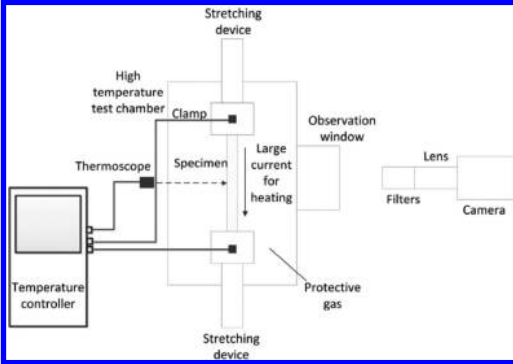 Stretching
device
High
temperature
test chamber
Clamp
Observation
window
Large
current
for
heating
Thermoscope
Specimen
Lens
Filters
Camera
Temperature
controller
Protective
gas
Stretching
device